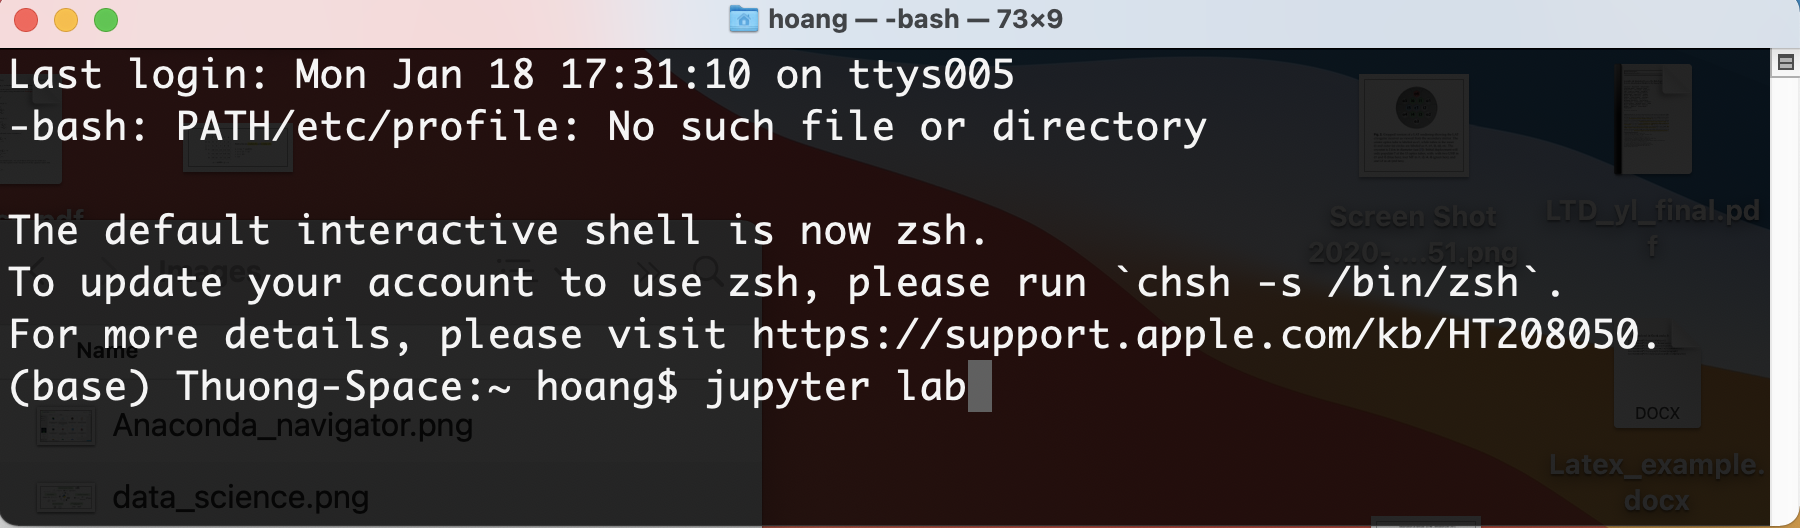 hoang — -bash — 73×9
Last login: Mon Jan 18 17:31:10 on ttys005
-bash: PATH/etc/profile: No such file or directory
The default interactive shell is now zsh.
To update your account to use zsh, please run `chsh -s /bin/zsh`.
For more details, please visit https://support.apple.com/kb/HT208050.
(base) Thuong-Space:~ hoang$ jupyter lab
Images
Name
Anaconda_navigator.png
data_science.png
Screen Shot
2020-....51.png
LTD_yl_final.pd
f
DOCX
Latex_example.
docx